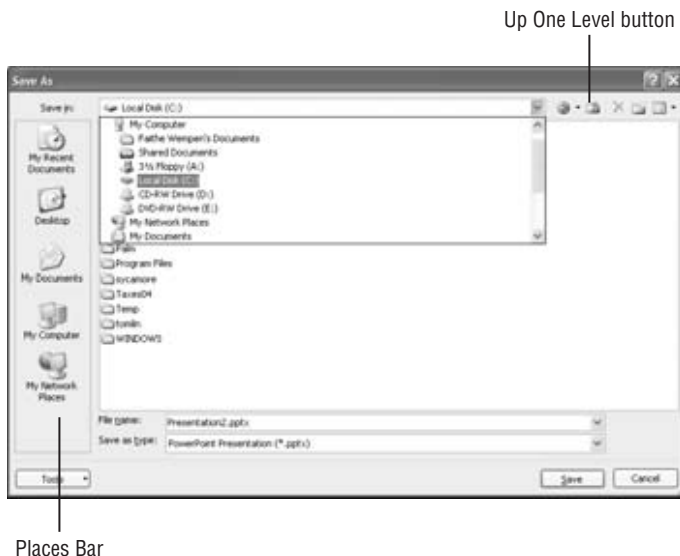 Up One Level button
Save As
Save in:
Local Disk (C:)
My Computer
Faithe Wempen's Documents
Shared Documents
3½ Floppy (A:)
Local Disk (C:)
CD-RW Drive (D:)
DVD-RW Drive (E:)
My Network Places
My Documents
Palm
Program Files
sycamore
Taxes04
Temp
tomlin
WINDOWS
My Recent
Documents
Desktop
My Documents
My Computer
My Network
Places
File name:
Presentation2.pptx
Save as type:
PowerPoint Presentation (*.pptx)
Tools
Save
Cancel
Places Bar